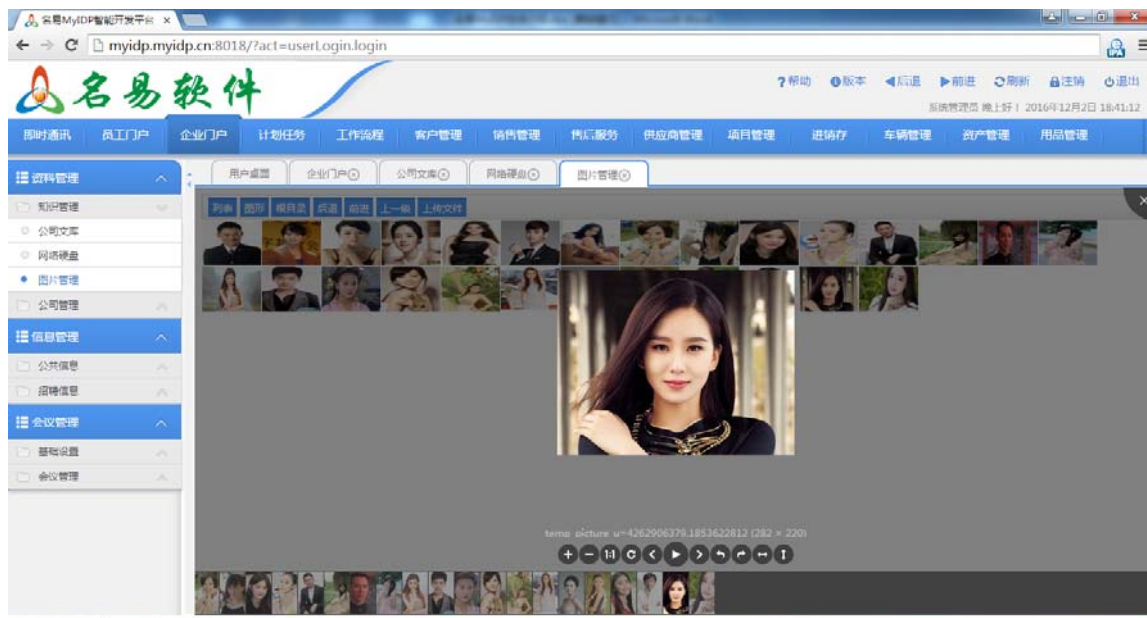 名易MyIDP智能开发平台 ×
myidp.myidp.cn:8018/?act=userLogin.login
名易软件
?帮助 版本 后退 前进 刷新 注销 退出
系统管理员 晚上好！ 2016年12月2日 18:41:12
即时通讯 员工门户 企业门户 计划任务 工作流程 客户管理 销售管理 售后服务 供应商管理 项目管理 进销存 车辆管理 资产管理 用品管理
资料管理
用户桌面 企业门户 公司文库 网络硬盘 图片管理
知识管理
列表 图形 根目录 后退 前进 上一级 上传文件
公司文库
网络硬盘
图片管理
公司管理
信息管理
公共信息
招聘信息
会议管理
基础设置
会议管理
temp picture u=4262906379,1853622812 (282 × 220)
1:1